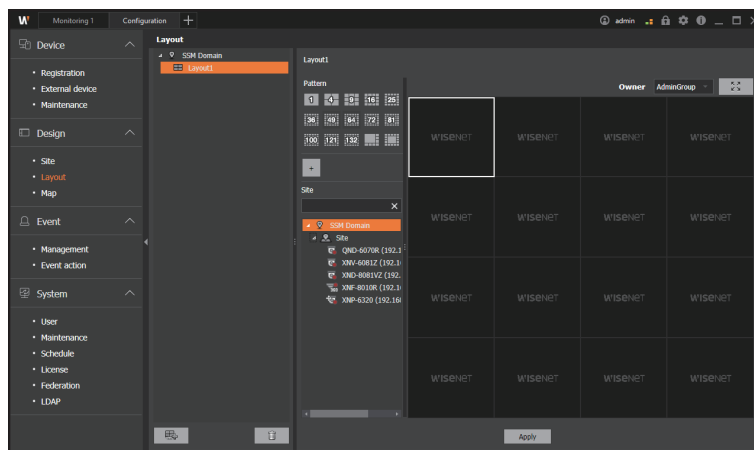 W
Monitoring 1
Configuration
admin
Device
Registration
External device
Maintenance
Design
Site
Layout
Map
Event
Management
Event action
System
User
Maintenance
Schedule
License
Federation
LDAP
Layout
SSM Domain
Layout1
Layout1
Pattern
1 4 9 16 25
36 49 64 72 81
100 121 132
+
Site
SSM Domain
Site
QND-6070R (192.1
XNV-6081Z (192.1
XND-8081VZ (192.
XNF-8010R (192.1
XNP-6320 (192.16
Owner AdminGroup
WISENET WISENET WISENET WISENET
WISENET WISENET WISENET WISENET
WISENET WISENET WISENET WISENET
WISENET WISENET WISENET WISENET
Apply